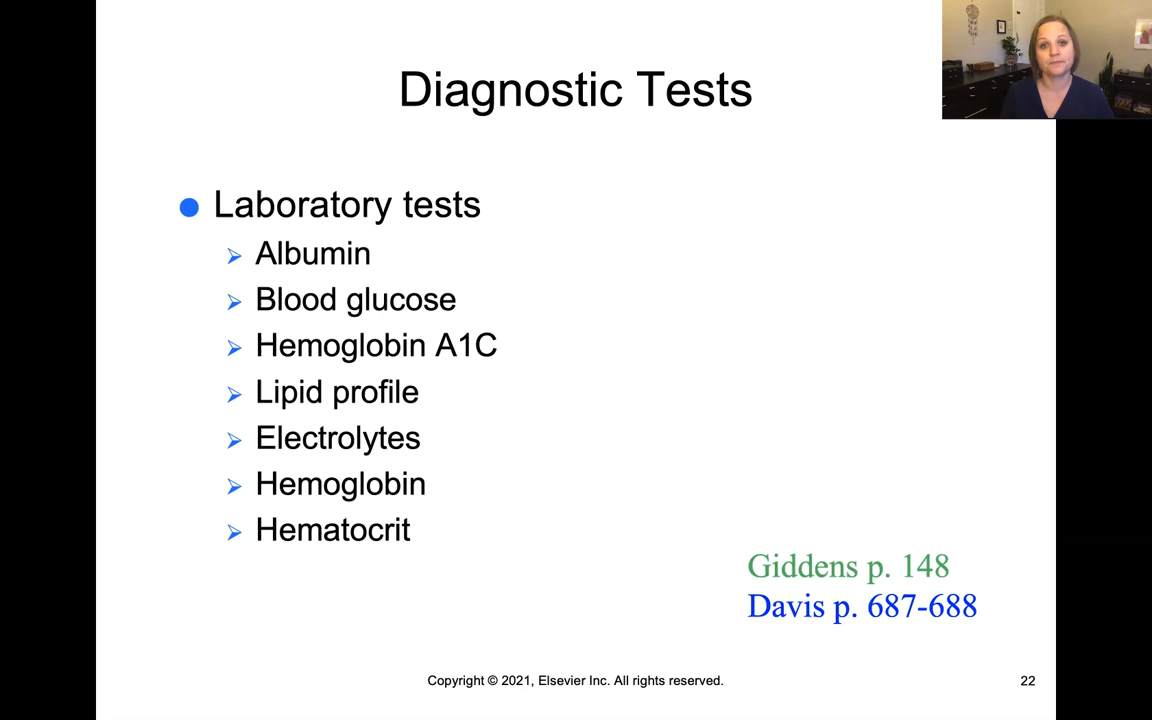 Diagnostic Tests
Laboratory tests
Albumin
Blood glucose
Hemoglobin A1C
Lipid profile
Electrolytes
Hemoglobin
Hematocrit
Giddens p. 148
Davis p. 687-688
Copyright © 2021, Elsevier Inc. All rights reserved.
22